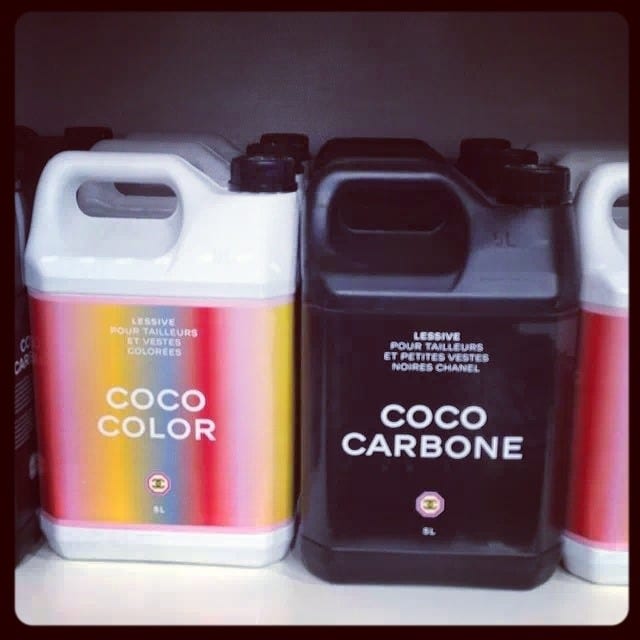 LESSIVE
POUR TAILLEURS
ET VESTES
COLORÉES
COCO
COLOR
5L
5L
LESSIVE
POUR TAILLEURS
ET PETITES VESTES
NOIRES CHANEL
COCO
CARBONE
5L